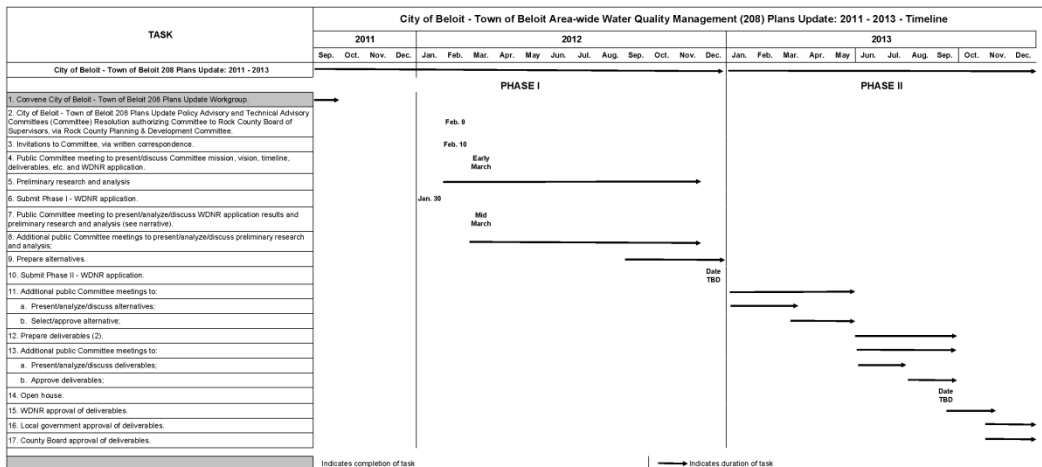 City of Beloit - Town of Beloit Area-wide Water Quality Management (208) Plans Update: 2011 - 2013 - Timeline
TASK
2011 2012 2013
Sep. Oct. Nov. Dec. Jan. Feb. Mar. Apr. May Jun. Jul. Aug. Sep. Oct. Nov. Dec. Jan. Feb. Mar. Apr. May Jun. Jul. Aug. Sep. Oct. Nov. Dec.
City of Beloit - Town of Beloit 208 Plans Update: 2011 - 2013
PHASE I PHASE II
1. Convene City of Beloit - Town of Beloit 208 Plans Update Workgroup.
2. City of Beloit - Town of Beloit 208 Plans Update Policy Advisory and Technical Advisory
Committees (Committee) Resolution authorizing Committee to Rock County Board of
Supervisors, via Rock County Planning & Development Committee.
Feb. 9
3. Invitations to Committee, via written correspondence.
Feb. 10
4. Public Committee meeting to present/discuss Committee mission, vision, timeline,
deliverables, etc. and WDNR application.
Early
March
5. Preliminary research and analysis
6. Submit Phase I - WDNR application.
Jan. 30
7. Public Committee meeting to present/analyze/discuss WDNR application results and
preliminary research and analysis (see narrative).
Mid
March
8. Additional public Committee meetings to present/analyze/discuss preliminary research
and analysis;
9. Prepare alternatives.
10. Submit Phase II - WDNR application.
Date
TBD
11. Additional public Committee meetings to:
a. Present/analyze/discuss alternatives;
b. Select/approve alternative;
12. Prepare deliverables (2).
13. Additional public Committee meetings to:
a. Present/analyze/discuss deliverables;
b. Approve deliverables;
14. Open house.
Date
TBD
15. WDNR approval of deliverables.
16. Local government approval of deliverables.
17. County Board approval of deliverables.
Indicates completion of task
Indicates duration of task